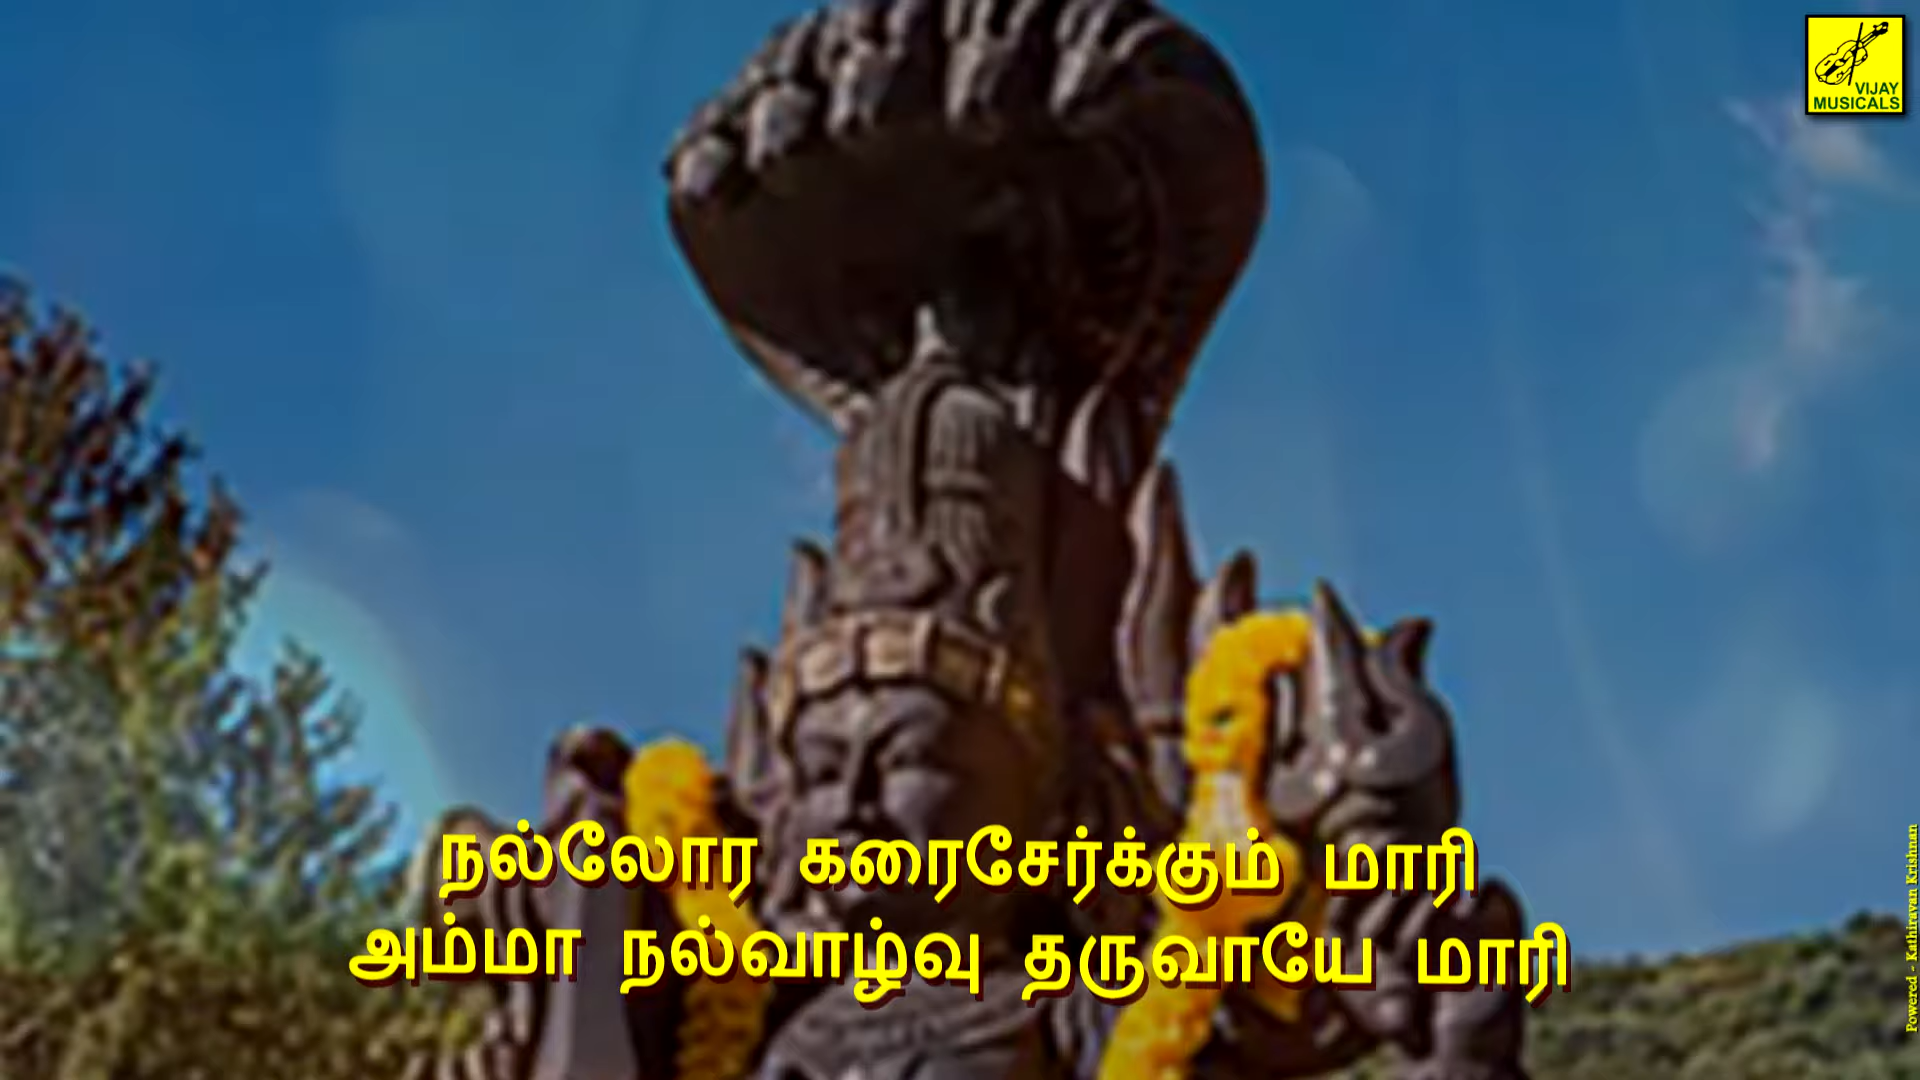 VIJAY
MUSICALS
நல்லோர கரைசேர்க்கும் மாரி
அம்மா நல்வாழ்வு தருவாயே மாரி
Powered - Kathiravan Krishnan